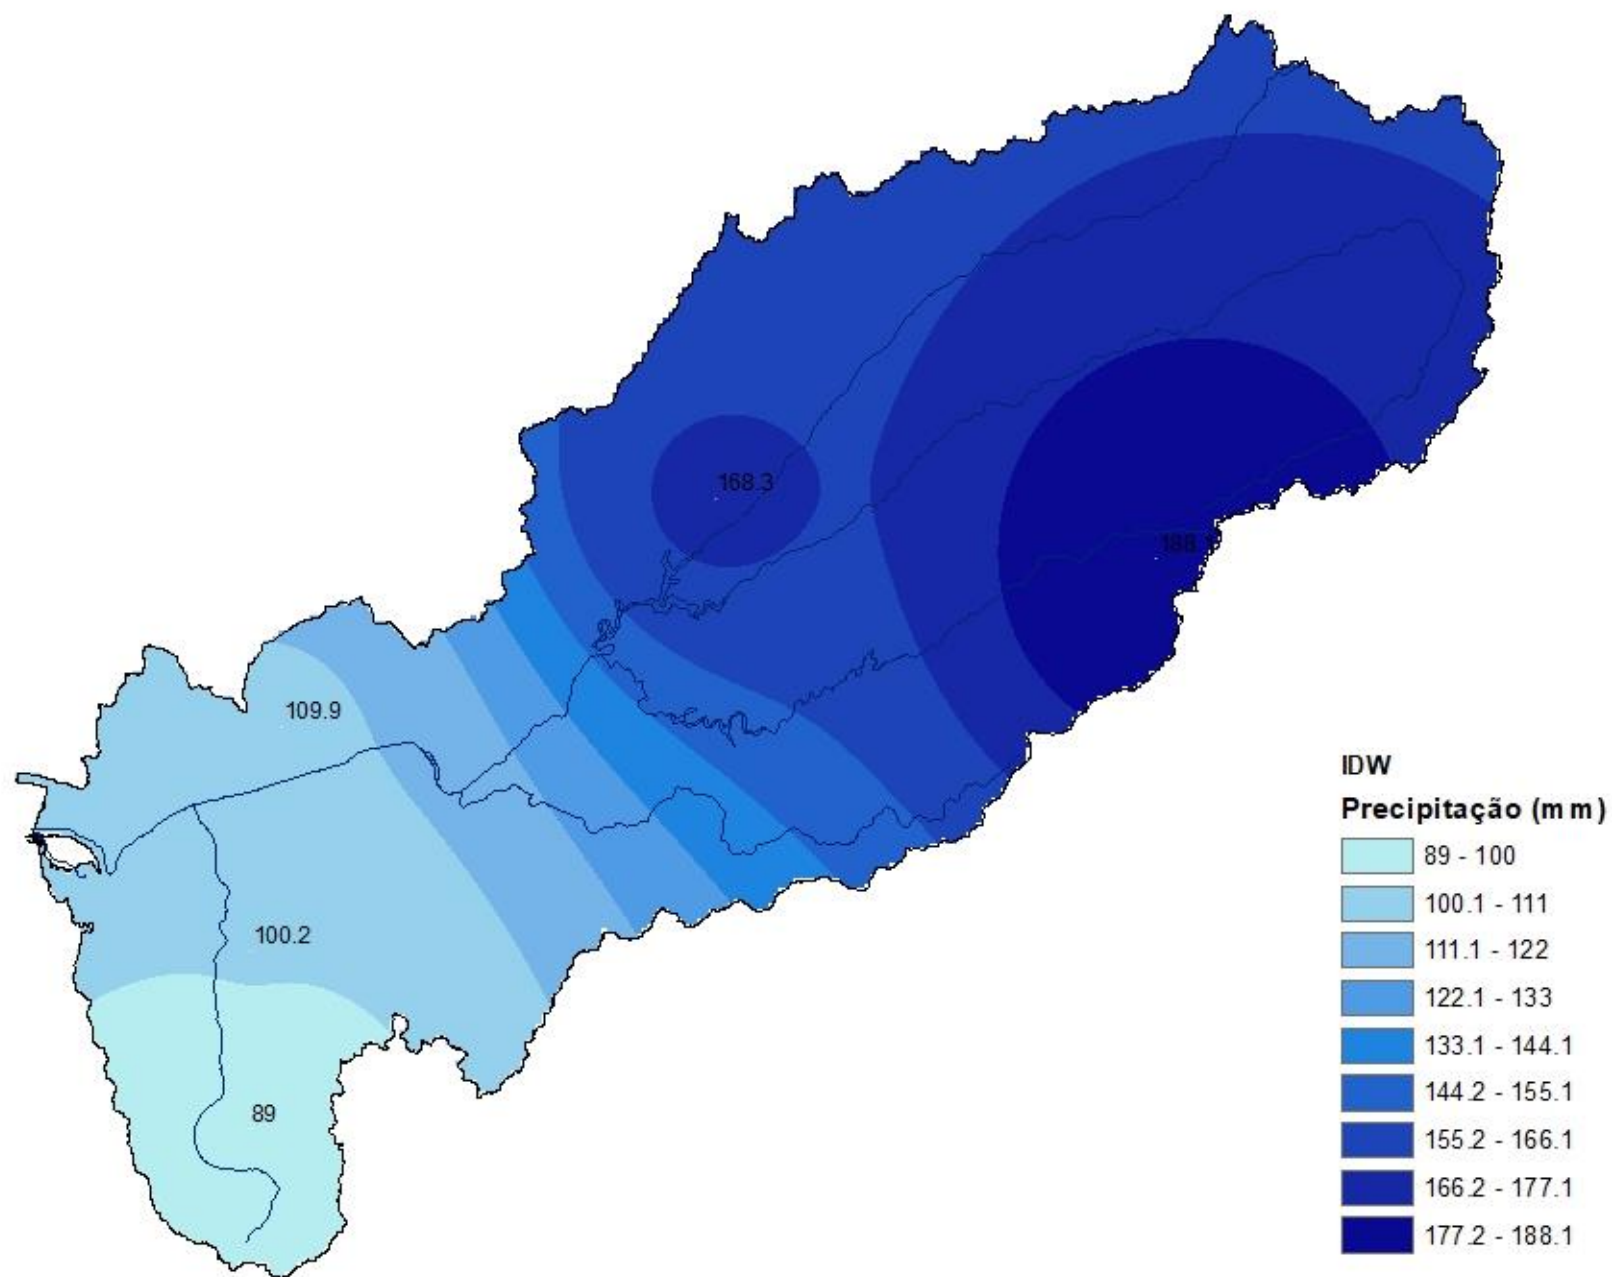 168.3
188.1
109.9
100.2
89
IDW
Precipitação (mm)
89 - 100
100.1 - 111
111.1 - 122
122.1 - 133
133.1 - 144.1
144.2 - 155.1
155.2 - 166.1
166.2 - 177.1
177.2 - 188.1